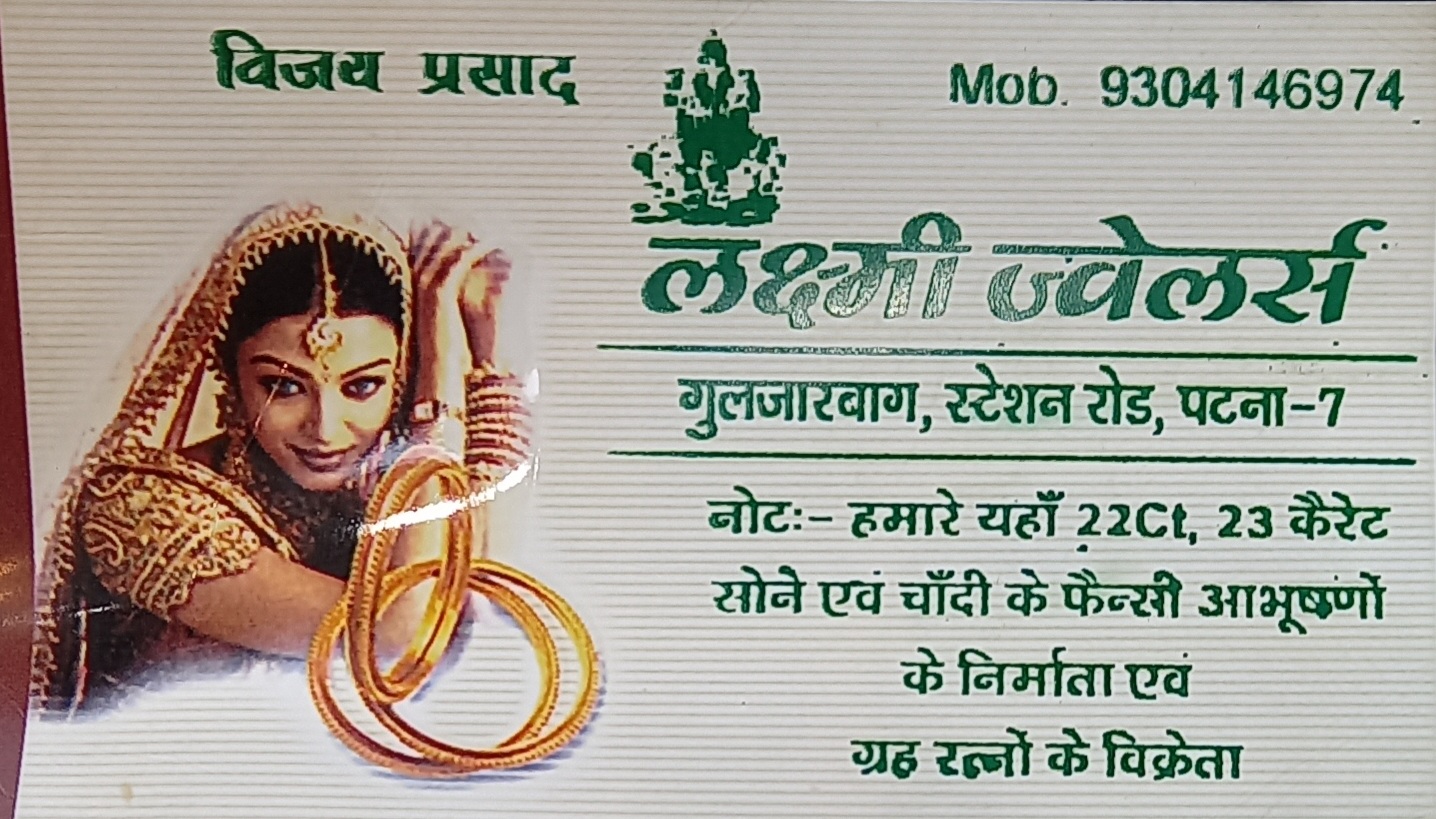 विजय प्रसाद
Mob. 9304146974
लक्ष्मी ज्वेलर्स
गुलजारवाग, स्टेशन रोड, पटना-7
नोटः- हमारे यहाँ 22Ct, 23 कैरेट
सोने एवं चाँदी के फैन्सी आभूषणों
के निर्माता एवं
ग्रह रत्नों के विक्रेता